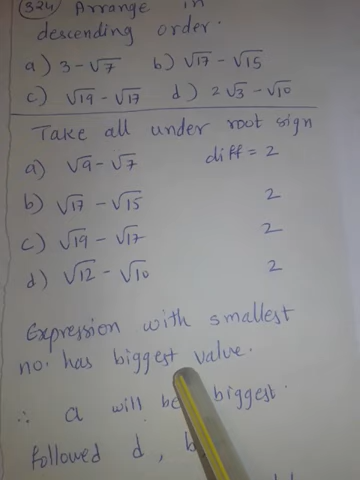 324 Arrange in
descending order.
a) 3-√7 b) √17-√15
c) √19-√17 d) 2√3-√10
Take all under root sign
a) √9-√7 diff = 2
b) √17-√15 2
c) √19-√17 2
d) √12-√10 2
Expression with smallest
no. has biggest value.
∴ a will be biggest.
followed d, b,